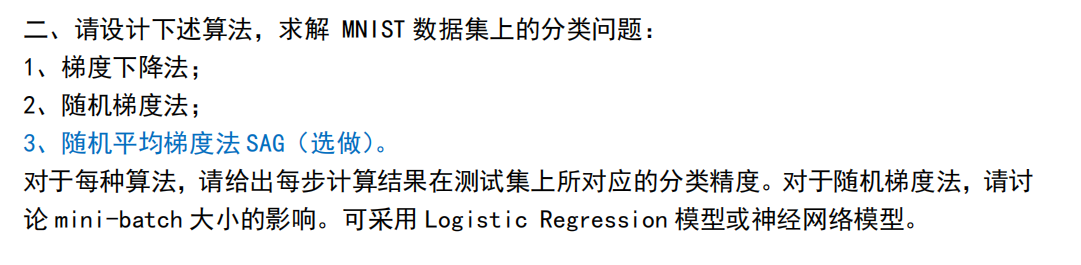 二、请设计下述算法，求解 MNIST 数据集上的分类问题：
1、梯度下降法；
2、随机梯度法；
3、随机平均梯度法 SAG（选做）。
对于每种算法，请给出每步计算结果在测试集上所对应的分类精度。对于随机梯度法，请讨
论 mini-batch 大小的影响。可采用 Logistic Regression 模型或神经网络模型。